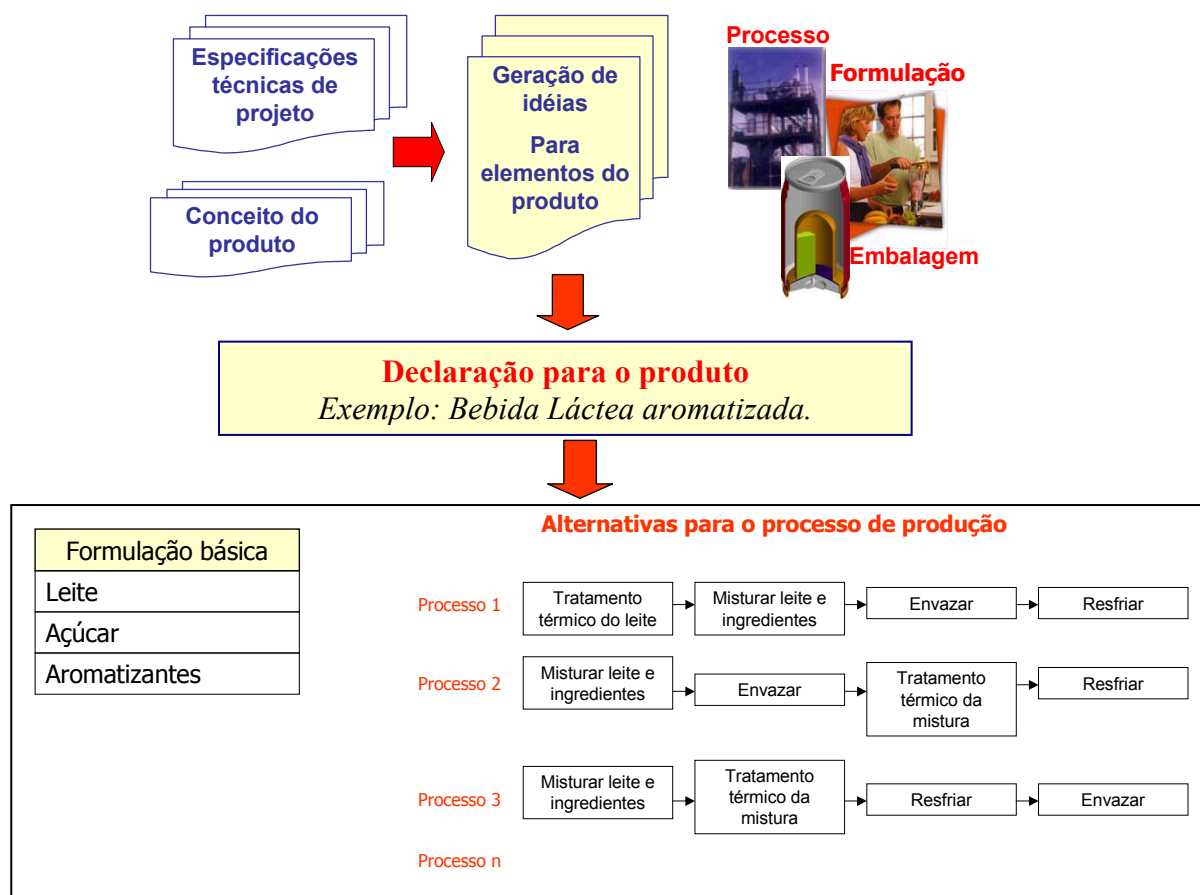 Especificações
técnicas de
projeto
Conceito do
produto
Geração de
idéias
Para
elementos do
produto
Processo
Formulação
Embalagem
Declaração para o produto
Exemplo: Bebida Láctea aromatizada.
Alternativas para o processo de produção
Formulação básica
Leite
Açúcar
Aromatizantes
Processo 1
Tratamento
térmico do leite
Misturar leite e
ingredientes
Envazar
Resfriar
Processo 2
Misturar leite e
ingredientes
Envazar
Tratamento
térmico da
mistura
Resfriar
Processo 3
Misturar leite e
ingredientes
Tratamento
térmico da
mistura
Resfriar
Envazar
Processo n